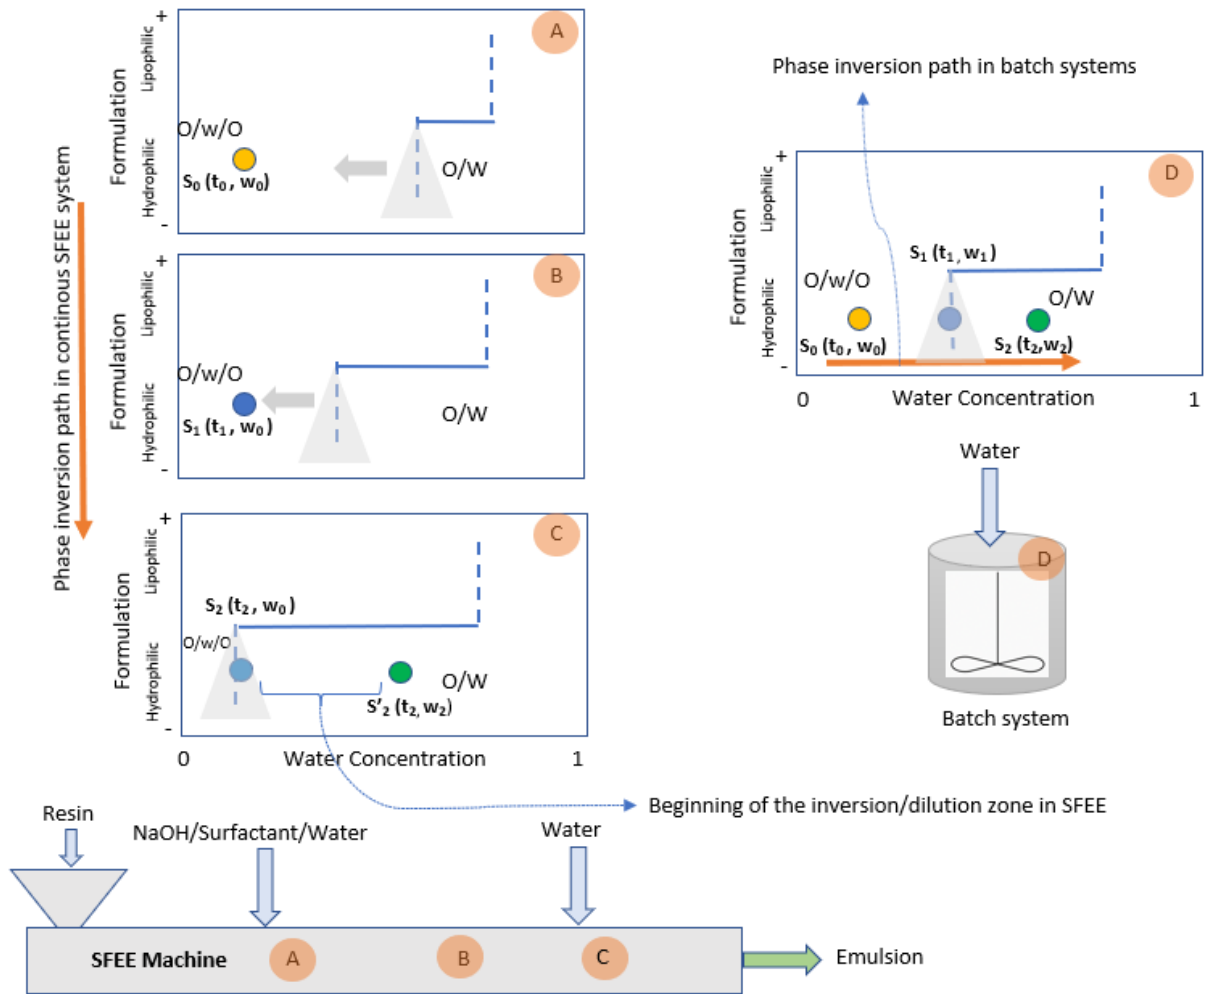 Phase inversion path in continous SFEE system
+
A
Lipophilic
Formulation
Hydrophilic
-
O/w/O
S₀ (t₀ , w₀)
O/W
+
B
Lipophilic
Formulation
Hydrophilic
-
O/w/O
S₁ (t₁ , w₀)
O/W
+
C
Lipophilic
Formulation
Hydrophilic
-
S₂ (t₂ , w₀)
O/w/O
O/W
S’₂ (t₂, w₂)
0
Water Concentration
1
Beginning of the inversion/dilution zone in SFEE
Phase inversion path in batch systems
+
D
Lipophilic
Formulation
Hydrophilic
-
S₁ (t₁, w₁)
O/w/O
O/W
S₀ (t₀ , w₀)
S₂ (t₂,w₂)
0
Water Concentration
1
Water
D
Batch system
Resin
NaOH/Surfactant/Water
Water
SFEE Machine
A
B
C
Emulsion